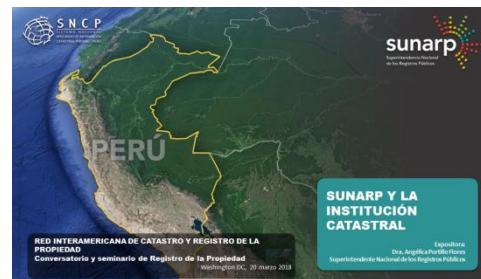 SNCP
SISTEMA NACIONAL
sunarp
Superintendencia Nacional
de los Registros Públicos
PERÚ
SUNARP Y LA
INSTITUCIÓN
CATASTRAL
Expositora
Dra. Angélica Portillo Flores
Superintendente Nacional de los Registros Públicos
RED INTERAMERICANA DE CATASTRO Y REGISTRO DE LA
PROPIEDAD
Conversatorio y seminario de Registro de la Propiedad
Washington DC, 20 marzo 2018